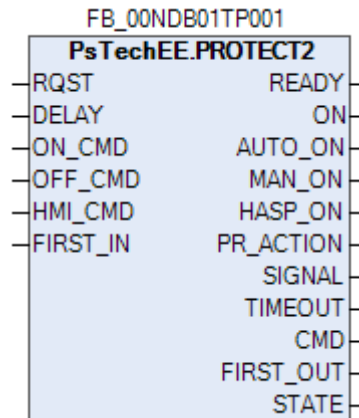 FB_00NDB01TP001
PsTechEE.PROTECT2
RQST READY
DELAY ON
ON_CMD AUTO_ON
OFF_CMD MAN_ON
HMI_CMD HASP_ON
FIRST_IN PR_ACTION
SIGNAL
TIMEOUT
CMD
FIRST_OUT
STATE